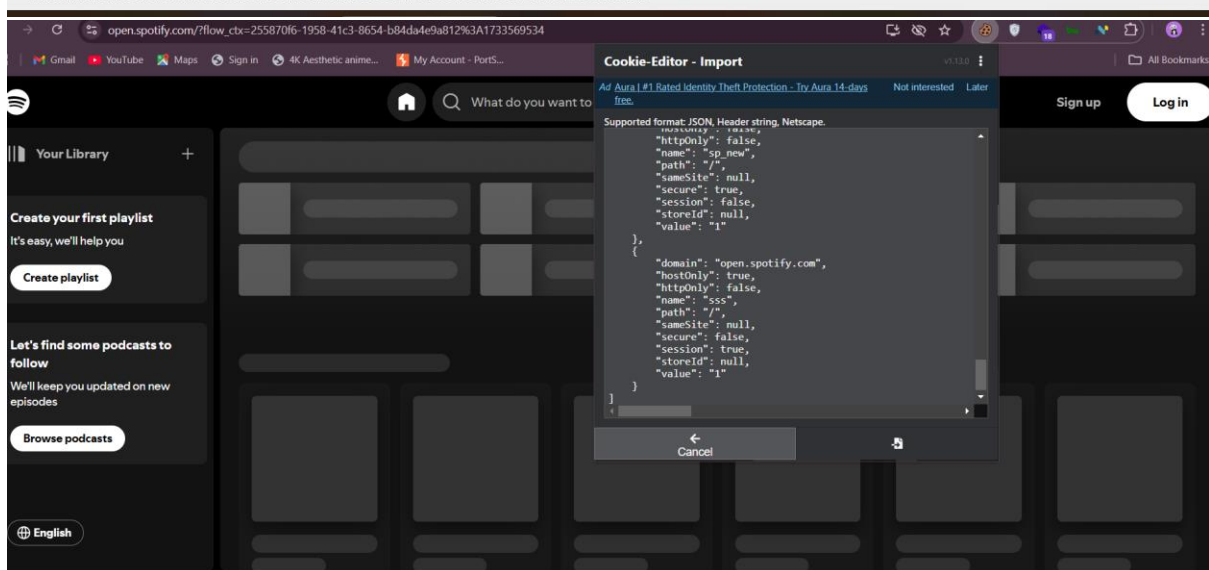 open.spotify.com/?flow_ctx=255870f6-1958-41c3-8654-b84da4e9a812%3A1733569534
18
Gmail YouTube Maps Sign in 4K Aesthetic anime... My Account - PortS... All Bookmarks
What do you want to
Sign up
Log in
Your Library
Create your first playlist
It's easy, we'll help you
Create playlist
Let's find some podcasts to
follow
We'll keep you updated on new
episodes
Browse podcasts
English
Cookie-Editor - Import v1.13.0
Ad Aura | #1 Rated Identity Theft Protection - Try Aura 14-days Not interested Later
free.
Supported format: JSON, Header string, Netscape.
"hostOnly": false,
"httpOnly": false,
"name": "sp_new",
"path": "/",
"sameSite": null,
"secure": true,
"session": false,
"storeId": null,
"value": "1"
},
{
"domain": "open.spotify.com",
"hostOnly": true,
"httpOnly": false,
"name": "sss",
"path": "/",
"sameSite": null,
"secure": false,
"session": true,
"storeId": null,
"value": "1"
}
]
Cancel